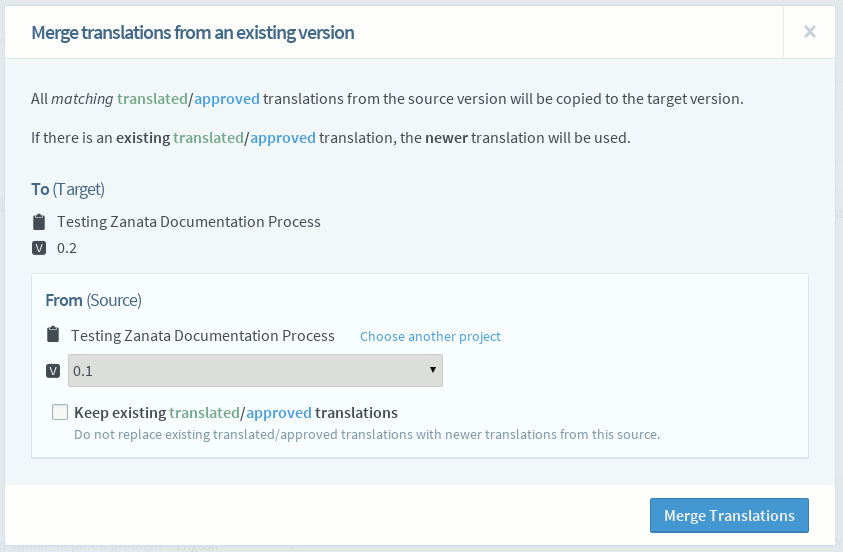 Merge translations from an existing version
×
All matching translated/approved translations from the source version will be copied to the target version.
If there is an existing translated/approved translation, the newer translation will be used.
To (Target)
Testing Zanata Documentation Process
V 0.2
From (Source)
Testing Zanata Documentation Process Choose another project
V 0.1
Keep existing translated/approved translations
Do not replace existing translated/approved translations with newer translations from this source.
Merge Translations